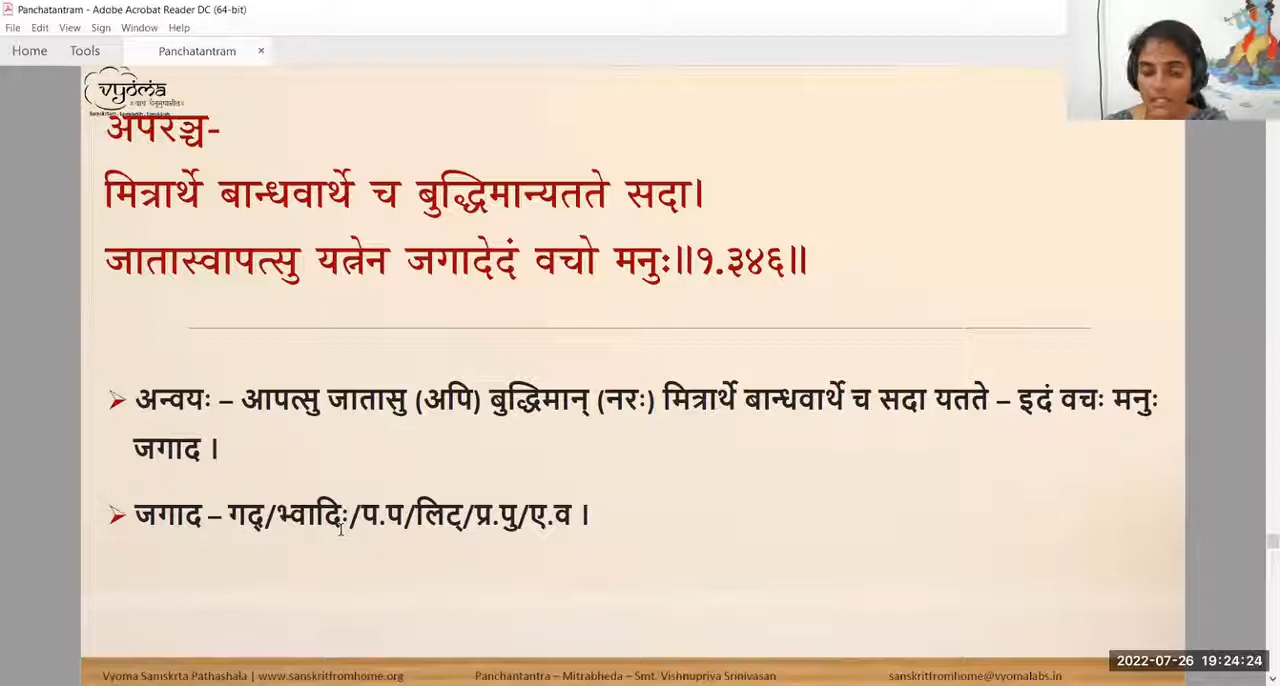 Panchatantram - Adobe Acrobat Reader DC (64-bit)
File Edit View Sign Window Help
Home Tools Panchatantram ×
vyoma
अपरञ्च-
मित्रार्थे बान्धवार्थे च बुद्धिमान्यतते सदा।
जातास्वापत्सु यत्नेन जगादेदं वचो मनुः॥१.३४६॥
➢ अन्वयः – आपत्सु जातासु (अपि) बुद्धिमान् (नरः) मित्रार्थे बान्धवार्थे च सदा यतते – इदं वचः मनुः
जगाद ।
➢ जगाद – गद्/भ्वादिः/प.प/लिट्/प्र.पु/ए.व ।
Vyoma Samskrta Pathashala | www.sanskritfromhome.org Panchatantra – Mitrabheda – Smt. Vishnupriya Srinivasan sanskritfromhome@vyomalabs.in
2022-07-26 19:24:24